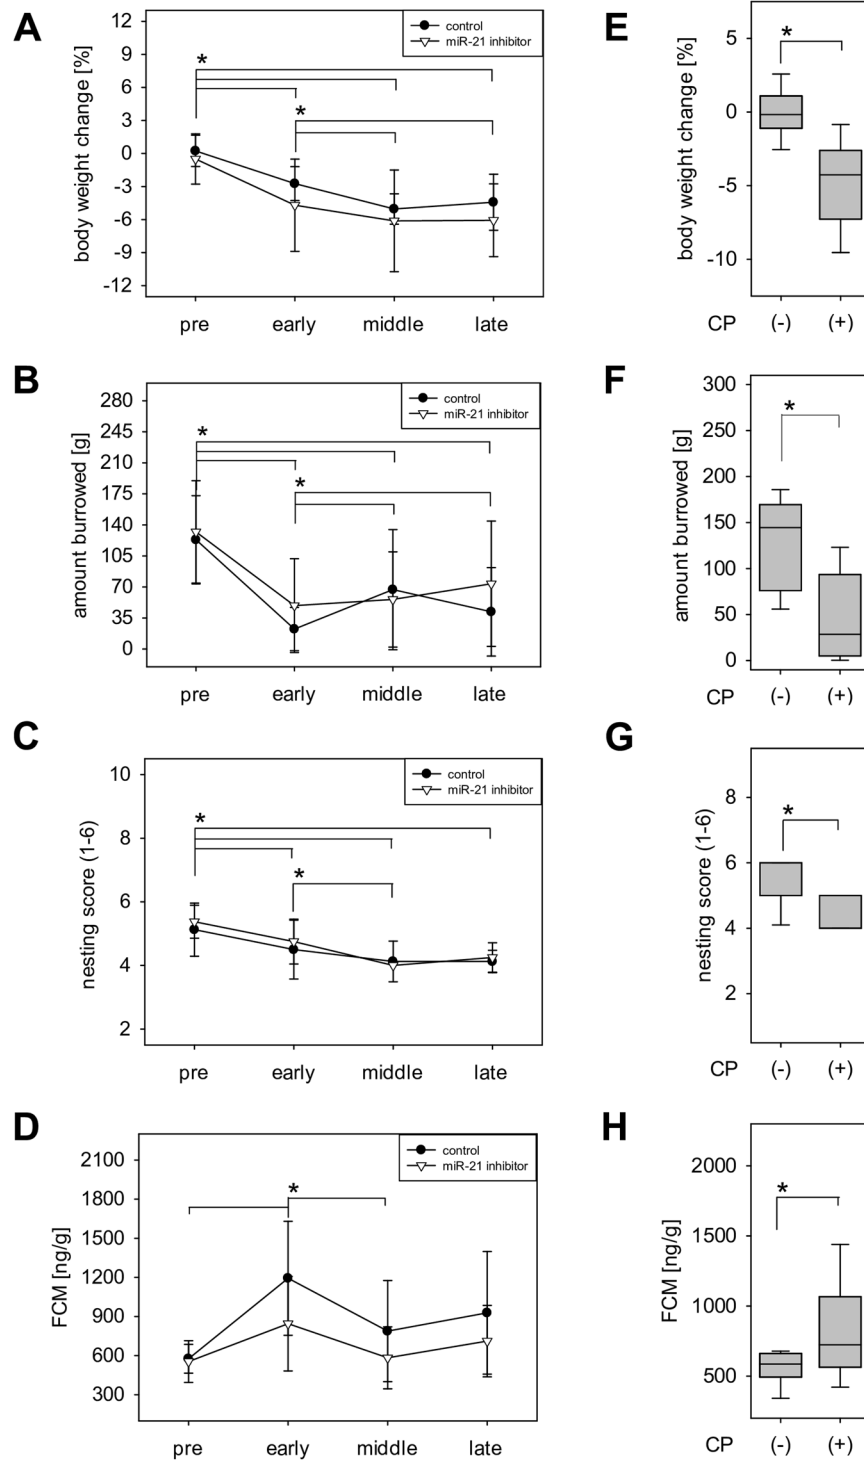 A
body weight change [%]
12
9
6
3
0
-3
-6
-9
-12
control
miR-21 inhibitor
*
*
pre early middle late
E
body weight change [%]
5
0
-5
-10
*
CP (-) (+)
B
amount burrowed [g]
280
245
210
175
140
105
70
35
0
control
miR-21 inhibitor
*
*
pre early middle late
F
amount burrowed [g]
300
250
200
150
100
50
0
*
CP (-) (+)
C
nesting score (1-6)
10
8
6
4
2
control
miR-21 inhibitor
*
*
pre early middle late
G
nesting score (1-6)
8
6
4
2
*
CP (-) (+)
D
FCM [ng/g]
2100
1800
1500
1200
900
600
300
control
miR-21 inhibitor
*
pre early middle late
H
FCM [ng/g]
2000
1500
1000
500
*
CP (-) (+)